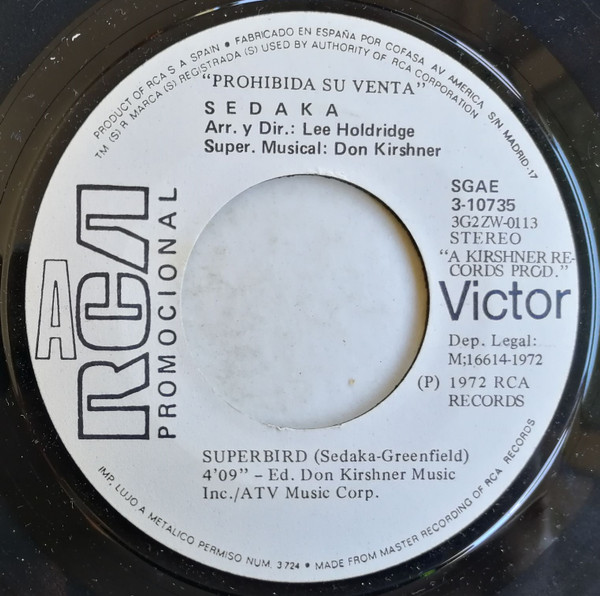 PRODUCT OF RCA S A SPAIN • FABRICADO EN ESPAÑA POR COFASA AV AMERICA S/N MADRID-17
TM (S) R MARCA (S) REGISTRADA (S) USED BY AUTHORITY OF RCA CORPORATION
"PROHIBIDA SU VENTA"
SEDAKA
Arr. y Dir.: Lee Holdridge
Super. Musical: Don Kirshner
SGAE
3-10735
3G2ZW-0113
STEREO
"A KIRSHNER RE-
CORDS PROD."
Victor
Dep. Legal:
M;16614-1972
(P) 1972 RCA
RECORDS
A
RCA
PROMOCIONAL
SUPERBIRD (Sedaka-Greenfield)
4'09" – Ed. Don Kirshner Music
Inc./ATV Music Corp.
IMP. LUJO A METALICO PERMISO NUM. 3724 • MADE FROM MASTER RECORDING OF RCA RECORDS